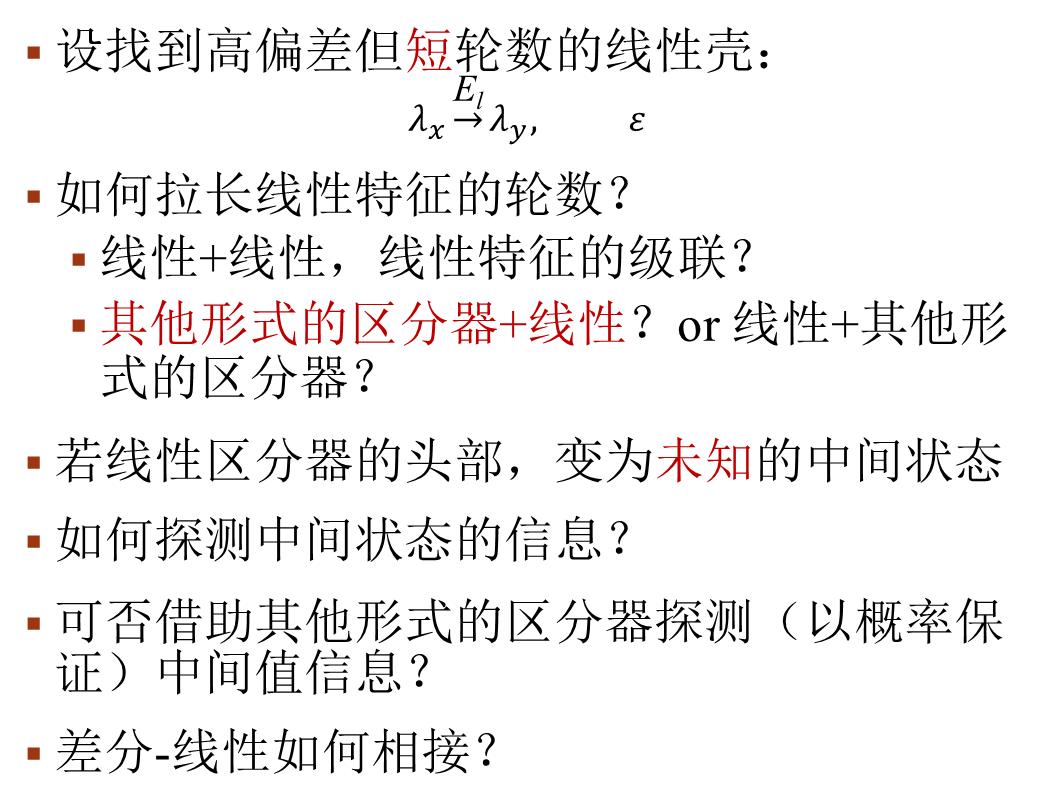 ▪ 设找到高偏差但短轮数的线性壳：
E_l
λ_x → λ_y, ε
▪ 如何拉长线性特征的轮数？
▪ 线性+线性，线性特征的级联？
▪ 其他形式的区分器+线性？or 线性+其他形
式的区分器？
▪ 若线性区分器的头部，变为未知的中间状态
▪ 如何探测中间状态的信息？
▪ 可否借助其他形式的区分器探测（以概率保
证）中间值信息？
▪ 差分-线性如何相接？